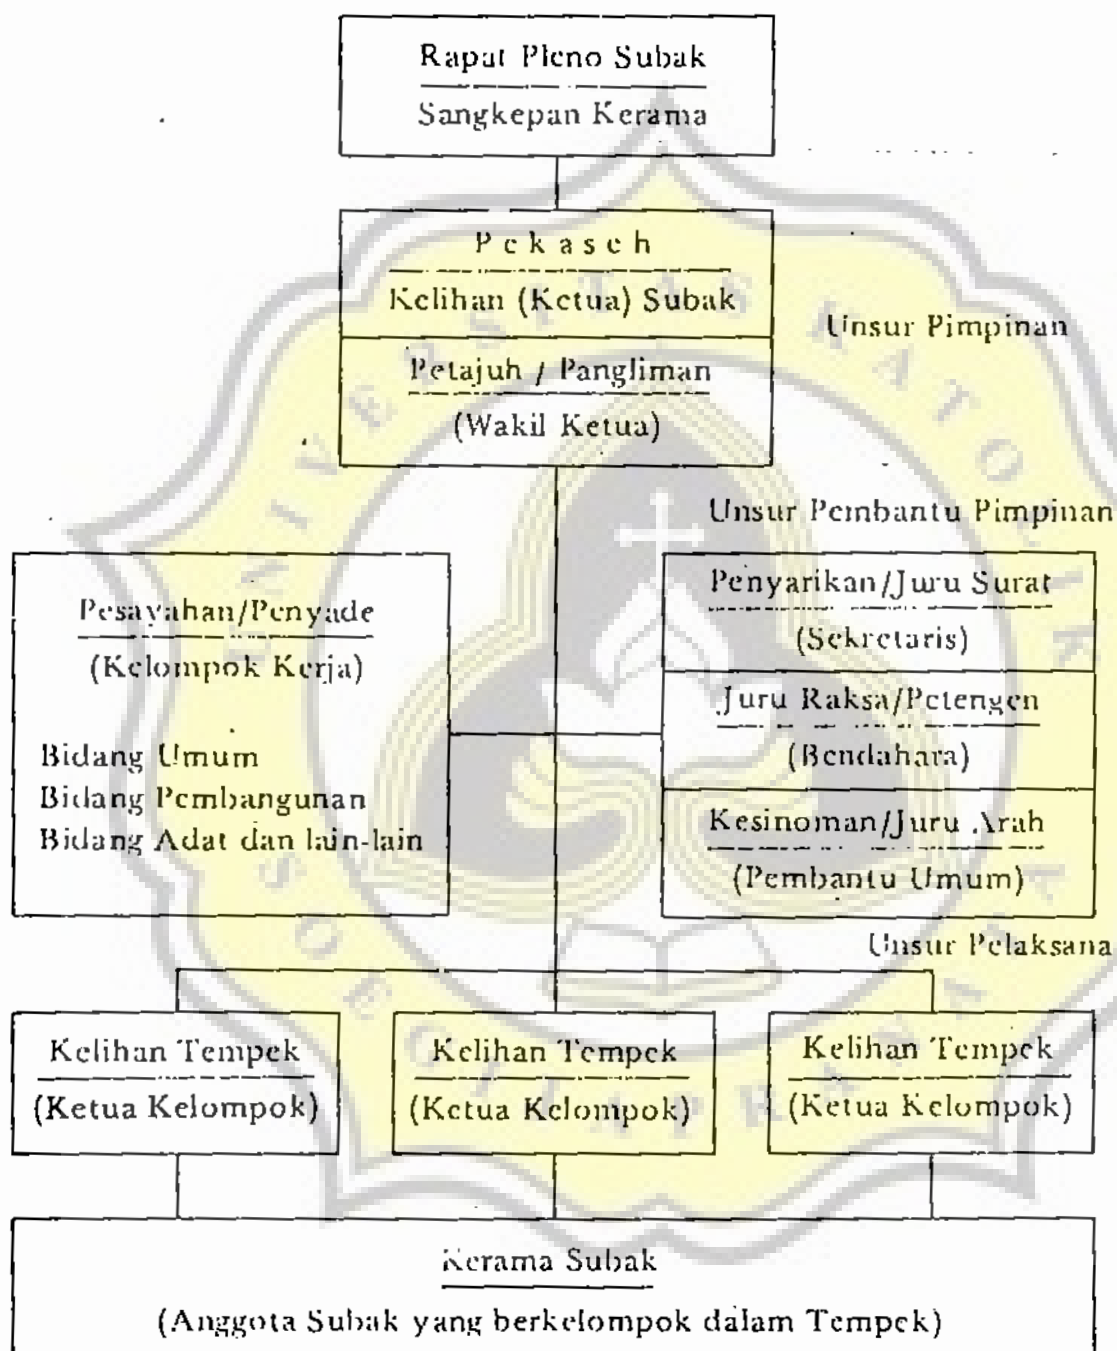 Rapat Pleno Subak
Sangkepan Kerama
Pekaseh
Kelihan (Ketua) Subak
Unsur Pimpinan
Petajuh / Pangliman
(Wakil Ketua)
Unsur Pembantu Pimpinan
Pesayahan/Penyade
(Kelompok Kerja)
Bidang Umum
Bidang Pembangunan
Bidang Adat dan lain-lain
Penyarikan/Juru Surat
(Sekretaris)
Juru Raksa/Petengen
(Bendahara)
Kesinoman/Juru Arah
(Pembantu Umum)
Unsur Pelaksana
Kelihan Tempek
(Ketua Kelompok)
Kelihan Tempek
(Ketua Kelompok)
Kelihan Tempek
(Ketua Kelompok)
Kerama Subak
(Anggota Subak yang berkelompok dalam Tempek)
UNIVERSITAS KATOLIK
SOEGIJAPRANATA